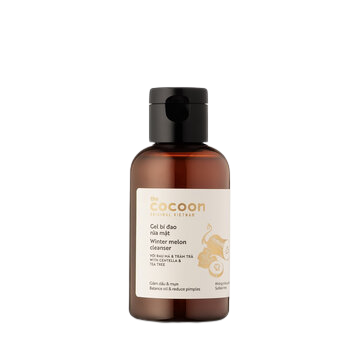 the
cocoon
ORIGINAL VIETNAM
Gel bí đao
rửa mặt
Winter melon
cleanser
VỚI RAU MÁ & TRÀM TRÀ
WITH CENTELLA &
TEA TREE
Giảm dầu & mụn
Balance oil & reduce pimples